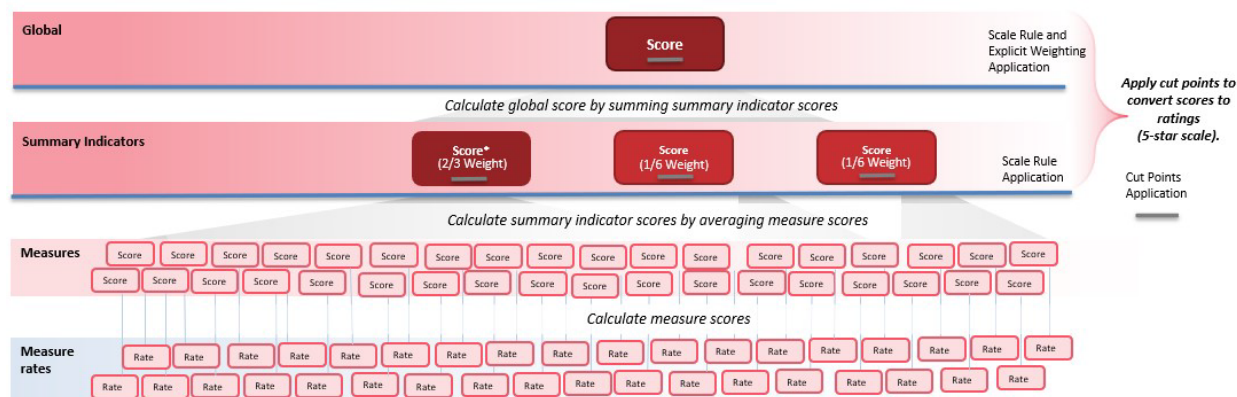 Global
Score
Scale Rule and
Explicit Weighting
Application
Calculate global score by summing summary indicator scores
Apply cut points to
convert scores to
ratings
(5-star scale).
Summary Indicators
Score*
(2/3 Weight)
Score
(1/6 Weight)
Score
(1/6 Weight)
Scale Rule
Application
Cut Points
Application
Calculate summary indicator scores by averaging measure scores
Measures
Score Score Score Score Score Score Score Score Score Score Score Score Score Score Score Score Score Score
Score Score Score Score Score Score Score Score Score Score Score Score Score Score Score Score Score Score
Calculate measure scores
Measure
rates
Rate Rate Rate Rate Rate Rate Rate Rate Rate Rate Rate Rate Rate Rate Rate Rate Rate Rate
Rate Rate Rate Rate Rate Rate Rate Rate Rate Rate Rate Rate Rate Rate Rate Rate Rate Rate